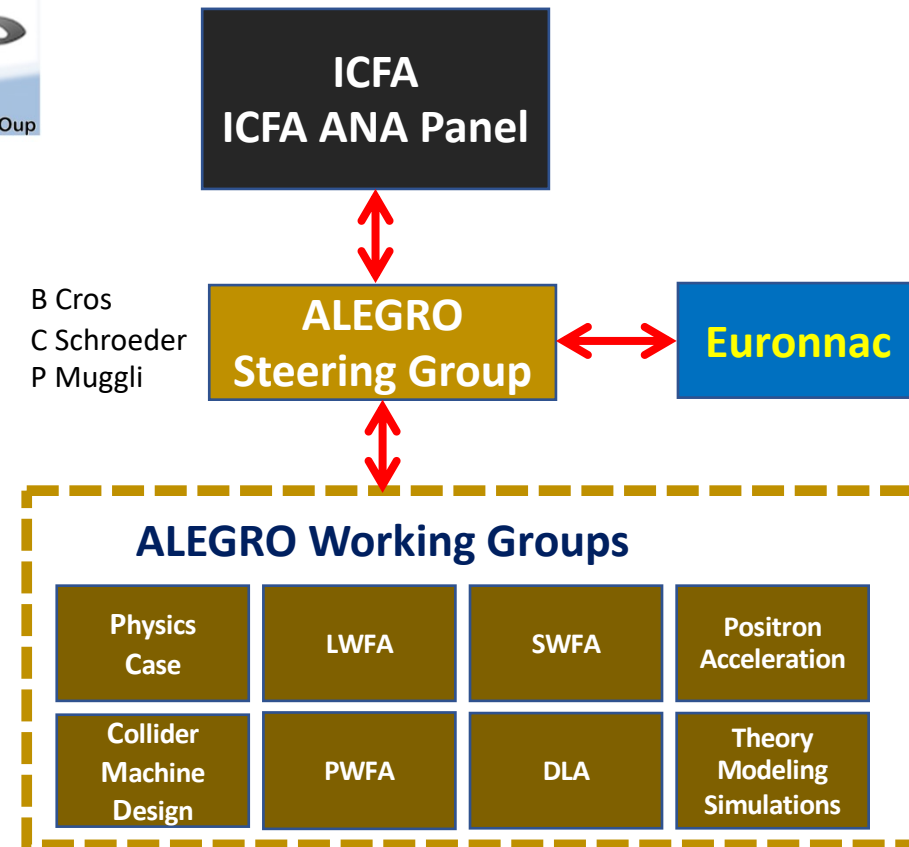 Oup
ICFA
ICFA ANA Panel
B Cros
C Schroeder
P Muggli
ALEGRO
Steering Group
Euronnac
ALEGRO Working Groups
Physics
Case
LWFA
SWFA
Positron
Acceleration
Collider
Machine
Design
PWFA
DLA
Theory
Modeling
Simulations